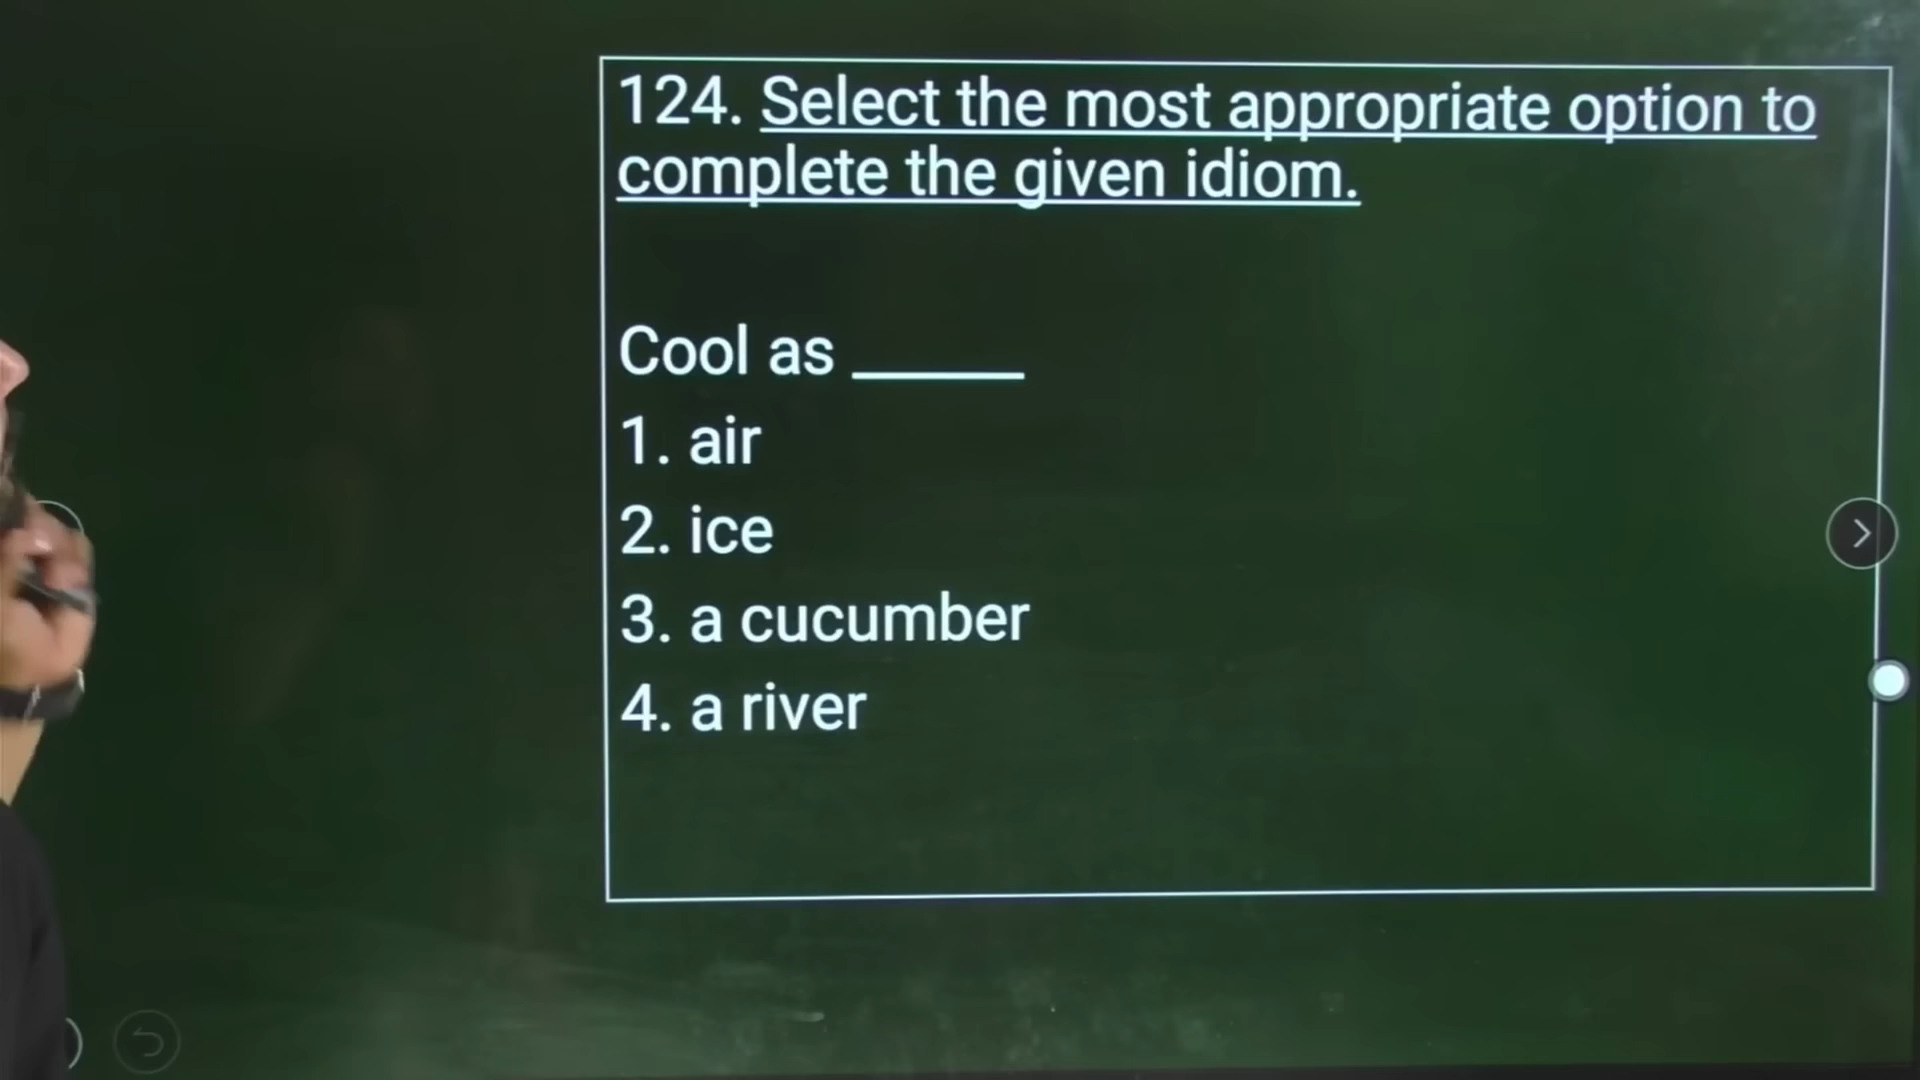 124. Select the most appropriate option to
complete the given idiom.
Cool as ______
1. air
2. ice
3. a cucumber
4. a river